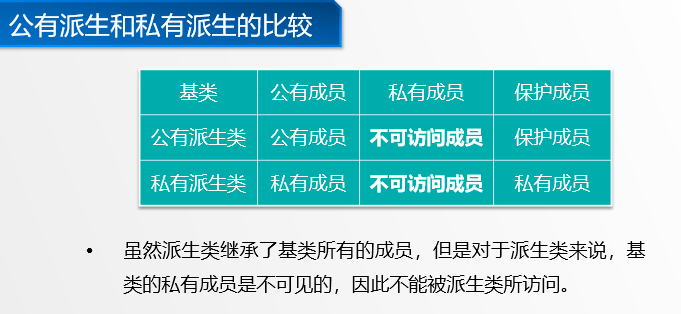 公有派生和私有派生的比较
基类 公有成员 私有成员 保护成员
公有派生类 公有成员 不可访问成员 保护成员
私有派生类 私有成员 不可访问成员 私有成员
• 虽然派生类继承了基类所有的成员，但是对于派生类来说，基
类的私有成员是不可见的，因此不能被派生类所访问。